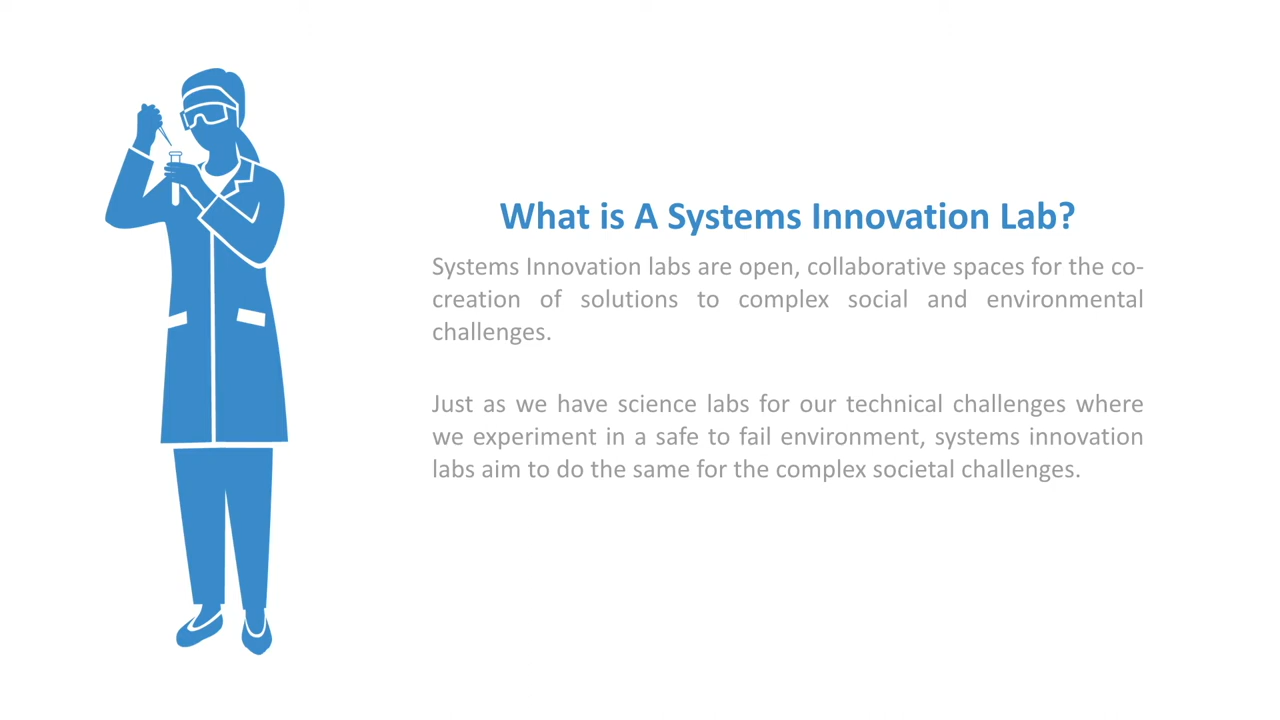 What is A Systems Innovation Lab?
Systems Innovation labs are open, collaborative spaces for the co-
creation of solutions to complex social and environmental
challenges.
Just as we have science labs for our technical challenges where
we experiment in a safe to fail environment, systems innovation
labs aim to do the same for the complex societal challenges.